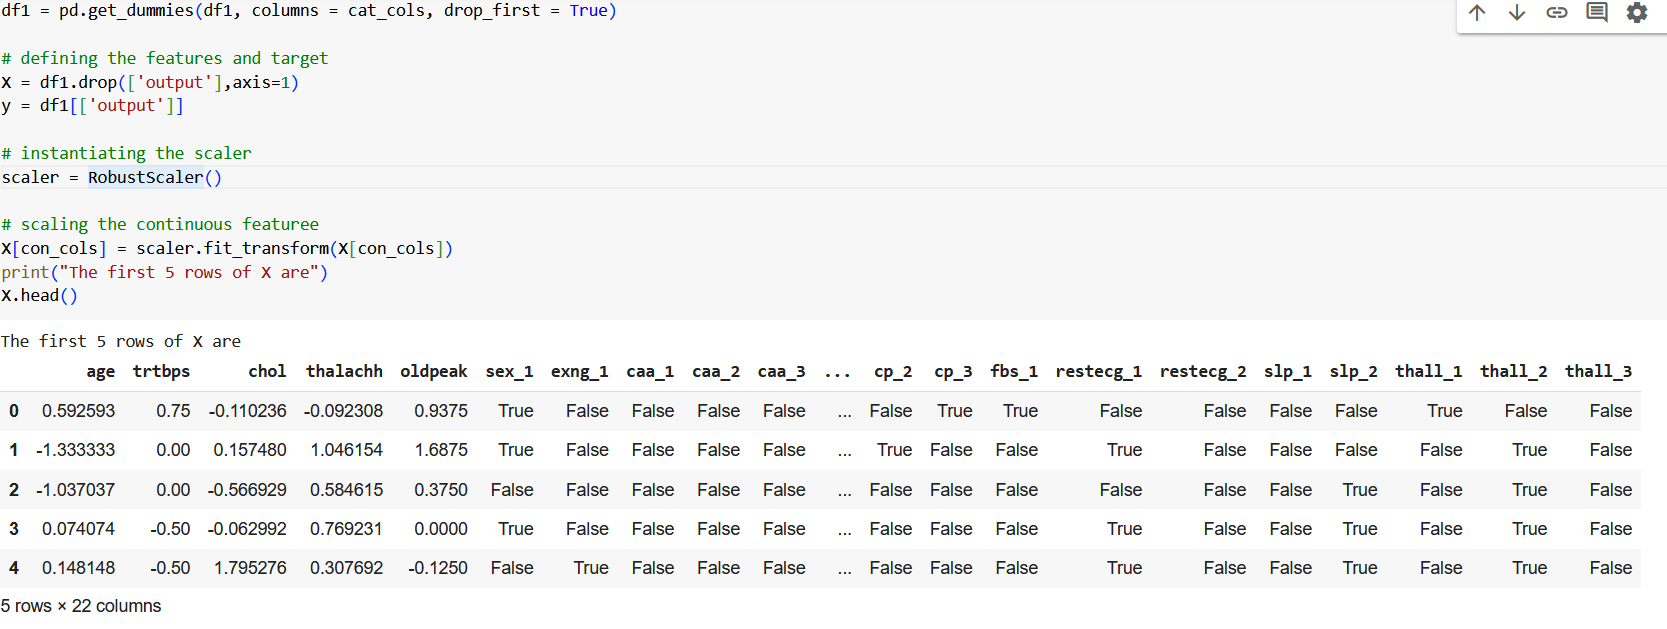 df1 = pd.get_dummies(df1, columns = cat_cols, drop_first = True)
# defining the features and target
X = df1.drop(['output'],axis=1)
y = df1[['output']]
# instantiating the scaler
scaler = RobustScaler()
# scaling the continuous featuree
X[con_cols] = scaler.fit_transform(X[con_cols])
print("The first 5 rows of X are")
X.head()
The first 5 rows of X are
age trtbps chol thalachh oldpeak sex_1 exng_1 caa_1 caa_2 caa_3 ... cp_2 cp_3 fbs_1 restecg_1 restecg_2 slp_1 slp_2 thall_1 thall_2 thall_3
0 0.592593 0.75 -0.110236 -0.092308 0.9375 True False False False False ... False True True False False False False True False False
1 -1.333333 0.00 0.157480 1.046154 1.6875 True False False False False ... True False False True False False False False True False
2 -1.037037 0.00 -0.566929 0.584615 0.3750 False False False False False ... False False False False False False True False True False
3 0.074074 -0.50 -0.062992 0.769231 0.0000 True False False False False ... False False False True False False True False True False
4 0.148148 -0.50 1.795276 0.307692 -0.1250 False True False False False ... False False False True False False True False True False
5 rows × 22 columns